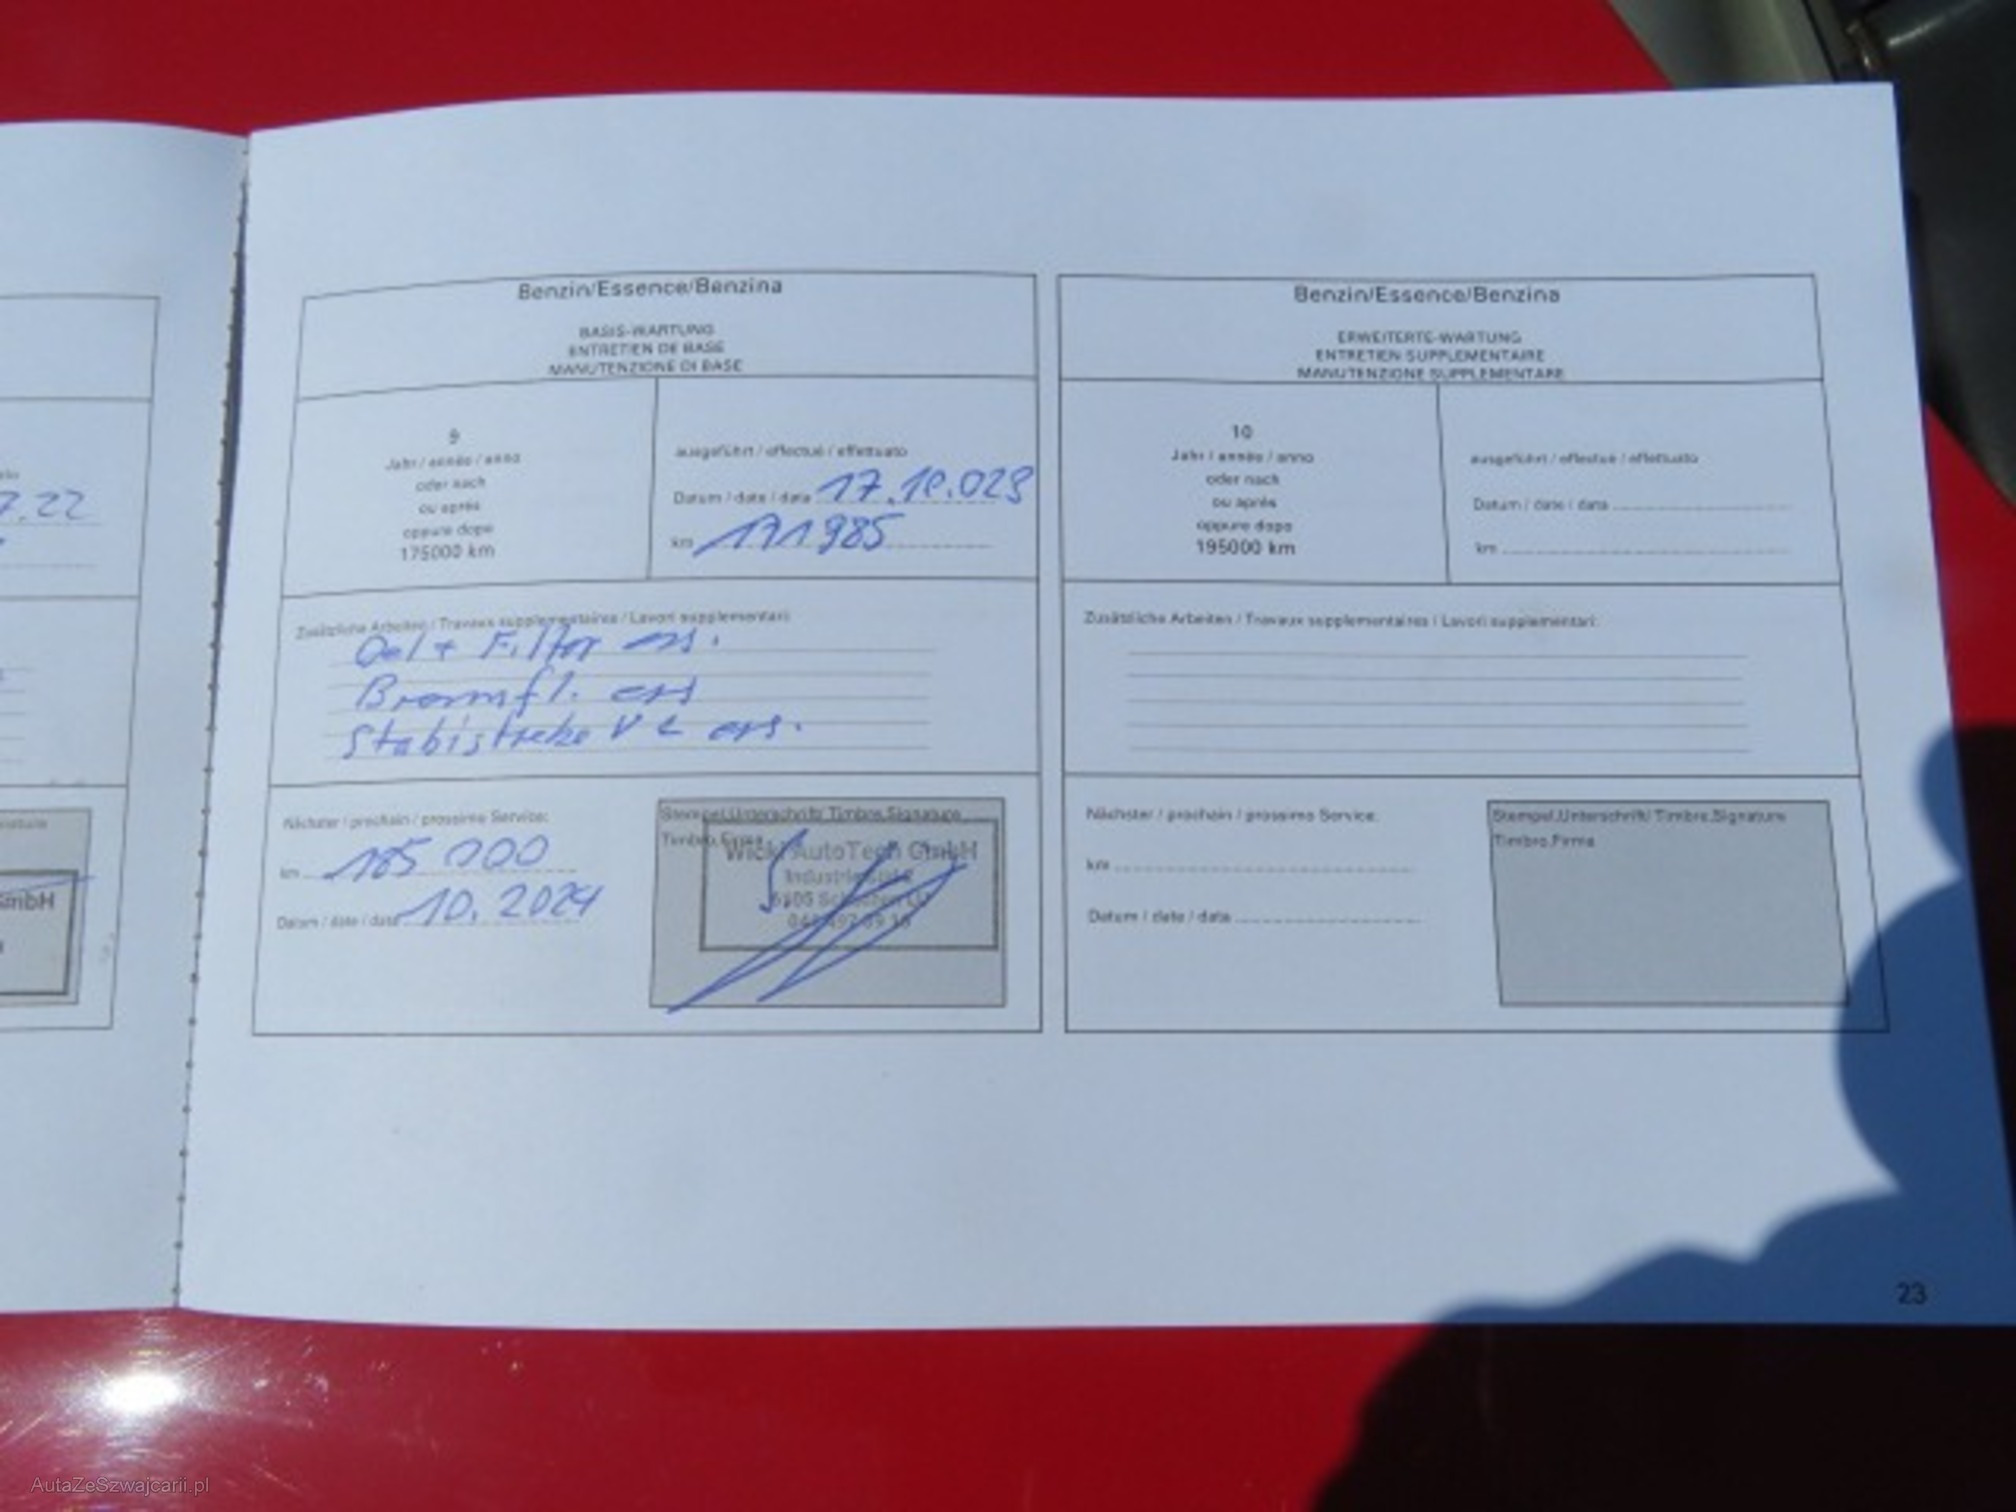 7.22
GmbH
Benzin/Essence/Benzina
BASIS-WARTUNG
ENTRETIEN DE BASE
MANUTENZIONE DI BASE
9
Jahr / année / anno
oder nach
ou après
oppure dopo
175000 km
ausgeführt / effectué / effettuato
Datum / date / data 17.10.023
km 171985
Zusätzliche Arbeiten / Travaux supplementaires / Lavori supplementari:
Oel + Filter ers.
Bremsfl. ers
Stabistrebe V L ers.
Nächster / prochain / prossimo Service:
km 185 000
Datum / date / data 10. 2024
Stempel,Unterschrift/ Timbre,Signature
Timbro,Firma
AutoTech GmbH
Benzin/Essence/Benzina
ERWEITERTE-WARTUNG
ENTRETIEN SUPPLEMENTAIRE
MANUTENZIONE SUPPLEMENTARE
10
Jahr / année / anno
oder nach
ou après
oppure dopo
195000 km
ausgeführt / effectué / effettuato
Datum / date / data
km
Zusätzliche Arbeiten / Travaux supplementaires / Lavori supplementari:
Nächster / prochain / prossimo Service:
km
Datum / date / data
Stempel,Unterschrift/ Timbre,Signature
Timbro,Firma
23
AutaZeSzwajcarii.pl